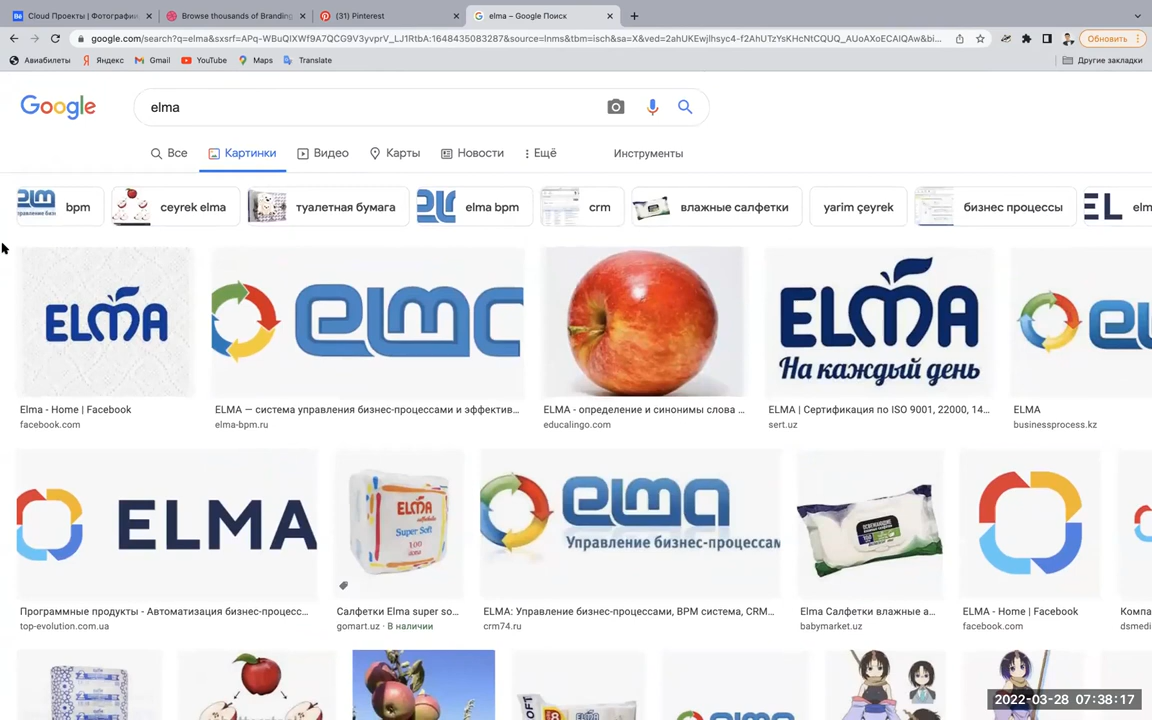 Cloud Проекты | Фотографии
Browse thousands of Branding
(31) Pinterest
elma – Google Поиск
google.com/search?q=elma&sxsrf=APq-WBuQIXWf9A7QCG9V3yvprV_LJ1RtbA:1648435083287&source=lnms&tbm=isch&sa=X&ved=2ahUKEwjlhsyc4-f2AhUTzYsKHcNtCQUQ_AUoAXoECAIQAw&bi...
Обновить
Авиабилеты
Яндекс
Gmail
YouTube
Maps
Translate
Другие закладки
Google
elma
Все
Картинки
Видео
Карты
Новости
Ещё
Инструменты
bpm
ceyrek elma
туалетная бумага
elma bpm
crm
влажные салфетки
yarim çeyrek
бизнес процессы
elm
ELMA
elma
ELMA
На каждый день
el
Elma - Home | Facebook
facebook.com
ELMA — система управления бизнес-процессами и эффектив...
elma-bpm.ru
ELMA - определение и синонимы слова ...
educalingo.com
ELMA | Сертификация по ISO 9001, 22000, 14...
sert.uz
ELMA
businessprocess.kz
ELMA
ELMA
Super Soft
100
elma
Управление бизнес-процессам
Программные продукты - Автоматизация бизнес-процесс...
top-evolution.com.ua
Салфетки Elma super so...
gomart.uz · В наличии
ELMA: Управление бизнес-процессами, BPM система, CRM...
crm74.ru
Elma Салфетки влажные а...
babymarket.uz
ELMA - Home | Facebook
facebook.com
Компа
dsmedi
2022-03-28 07:38:17